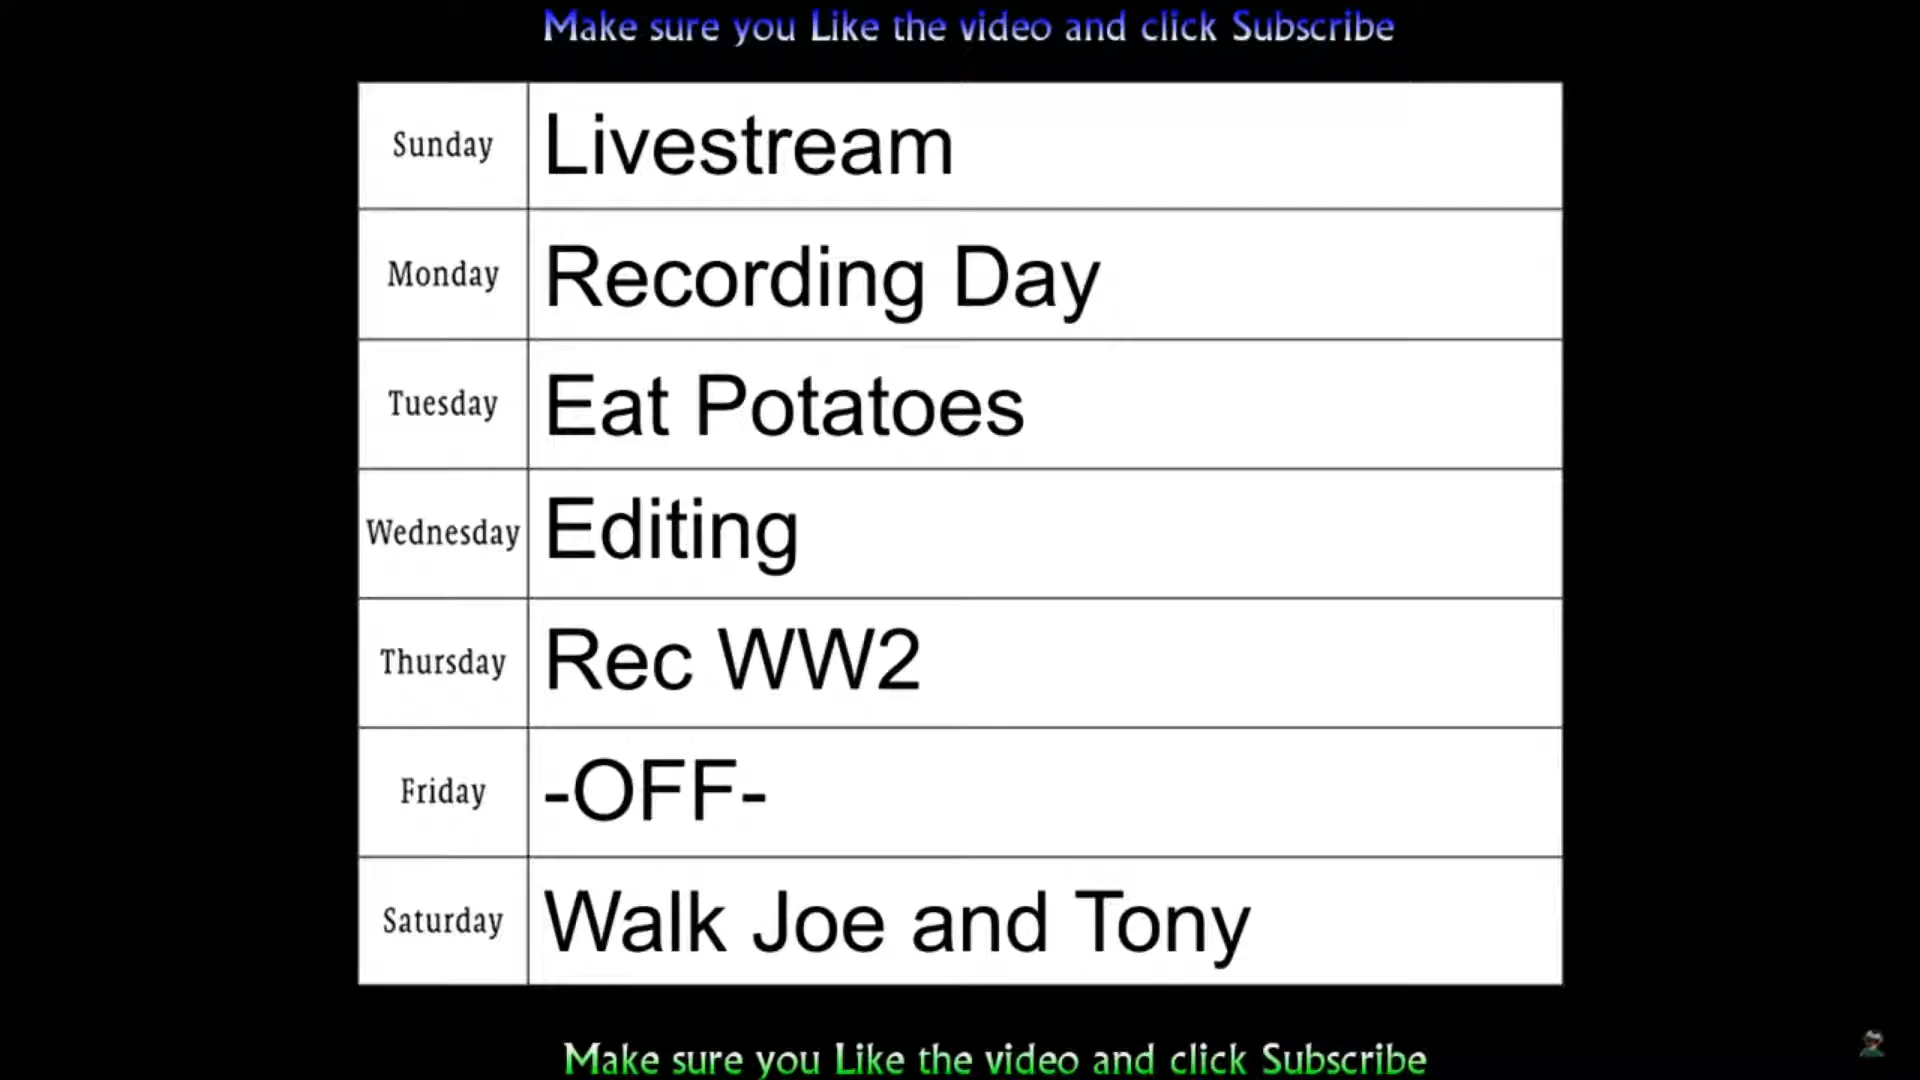 Make sure you Like the video and click Subscribe
Sunday Livestream
Monday Recording Day
Tuesday Eat Potatoes
Wednesday Editing
Thursday Rec WW2
Friday -OFF-
Saturday Walk Joe and Tony
Make sure you Like the video and click Subscribe